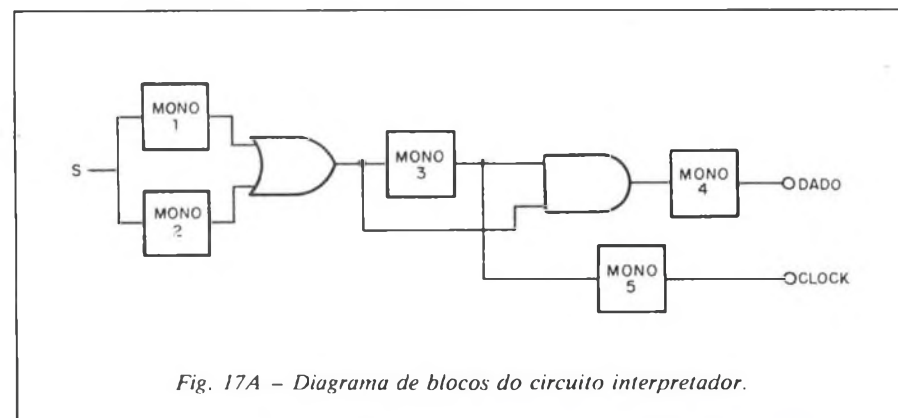 MONO
1
S
MONO
2
MONO
3
MONO
4
DADO
MONO
5
CLOCK
Fig. 17A – Diagrama de blocos do circuito interpretador.